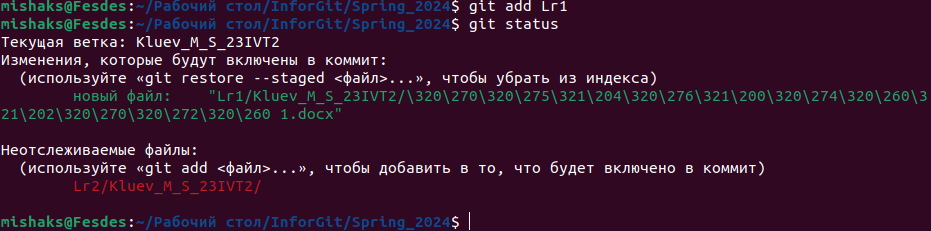 mishaks@Fesdes:~/Рабочий стол/InforGit/Spring_2024$ git add Lr1
mishaks@Fesdes:~/Рабочий стол/InforGit/Spring_2024$ git status
Текущая ветка: Kluev_M_S_23IVT2
Изменения, которые будут включены в коммит:
  (используйте «git restore --staged <файл>...», чтобы убрать из индекса)
        новый файл:    "Lr1/Kluev_M_S_23IVT2/\320\270\320\275\321\204\320\276\321\200\320\274\320\260\3
21\202\320\270\320\272\320\260 1.docx"

Неотслеживаемые файлы:
  (используйте «git add <файл>...», чтобы добавить в то, что будет включено в коммит)
        Lr2/Kluev_M_S_23IVT2/

mishaks@Fesdes:~/Рабочий стол/InforGit/Spring_2024$